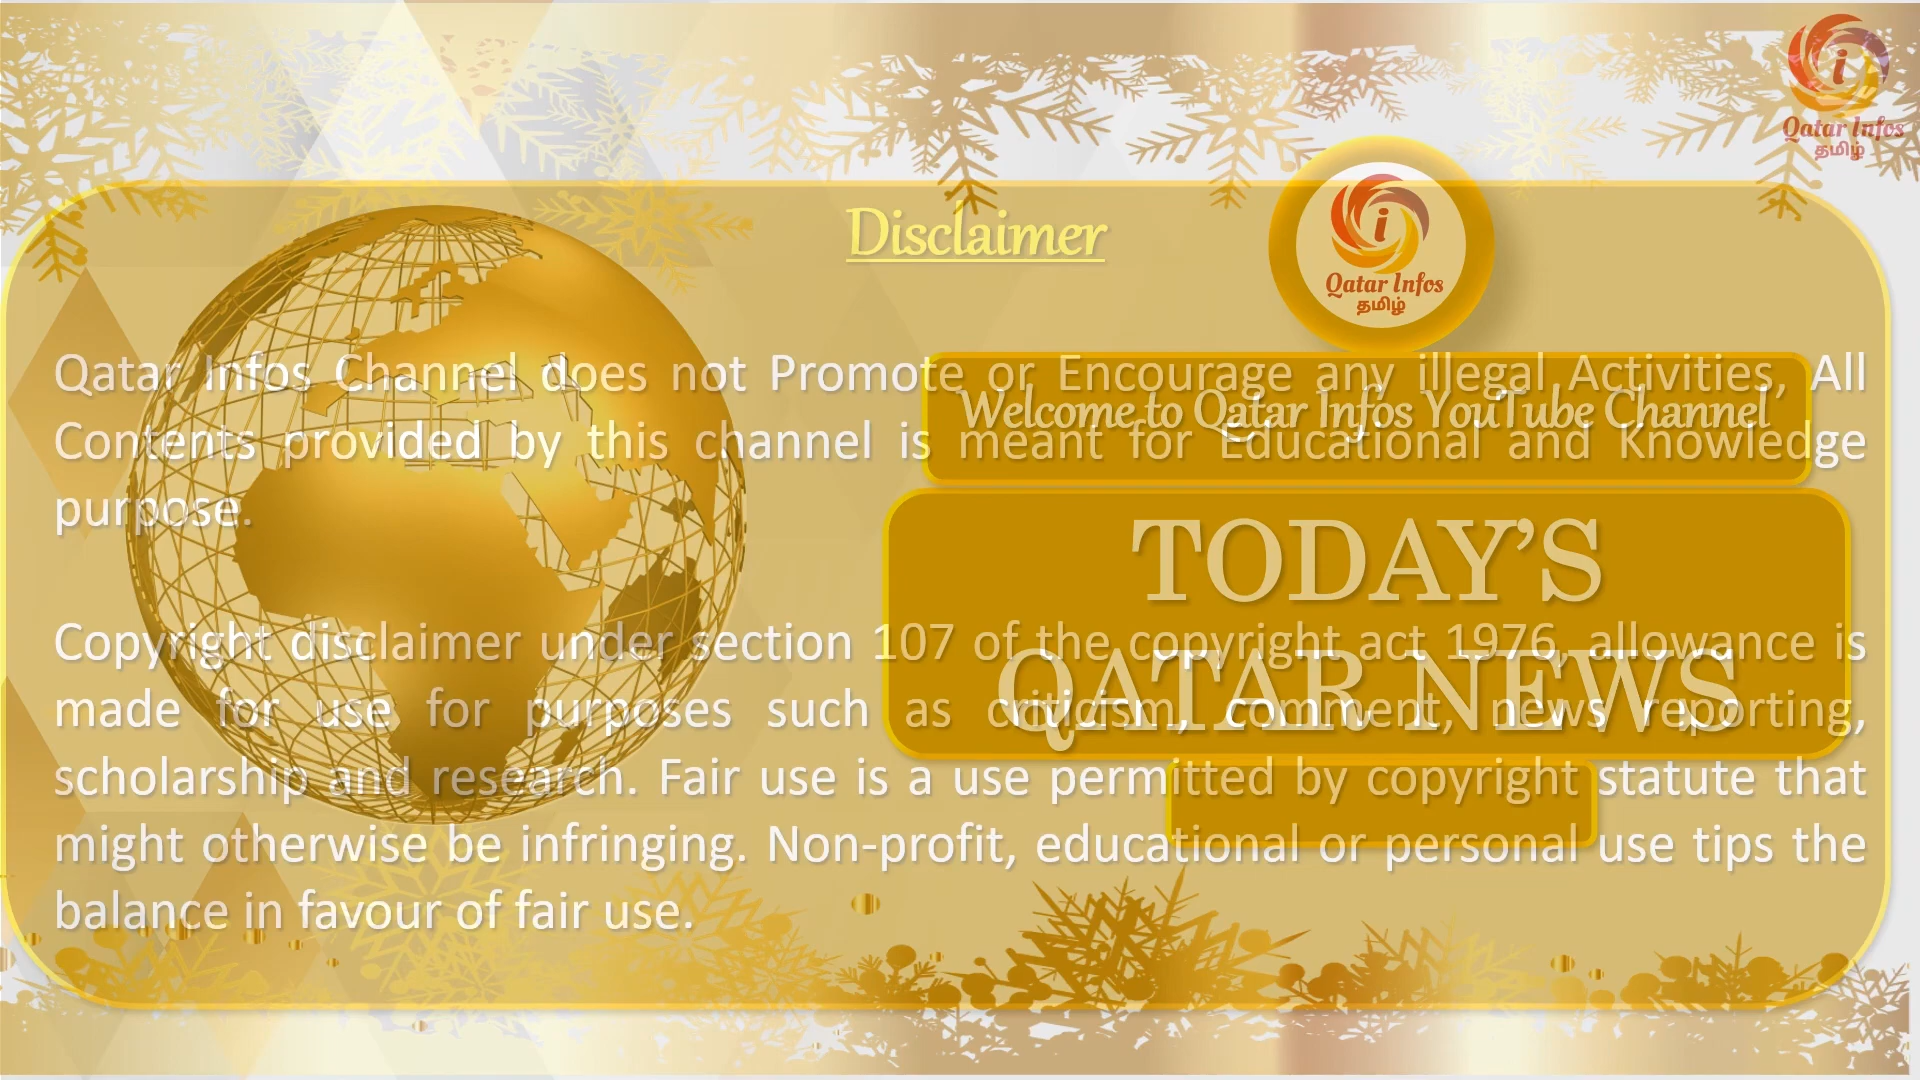 Qatar Infos
தமிழ்
Disclaimer
i
Qatar Infos
தமிழ்
Qatar Infos Channel does not Promote or Encourage any illegal Activities, All
Contents provided by this channel is meant for Educational and Knowledge
purpose.
Welcome to Qatar Infos YouTube Channel
TODAY’S
QATAR NEWS
Copyright disclaimer under section 107 of the copyright act 1976, allowance is
made for use for purposes such as criticism, comment, news reporting,
scholarship and research. Fair use is a use permitted by copyright statute that
might otherwise be infringing. Non-profit, educational or personal use tips the
balance in favour of fair use.